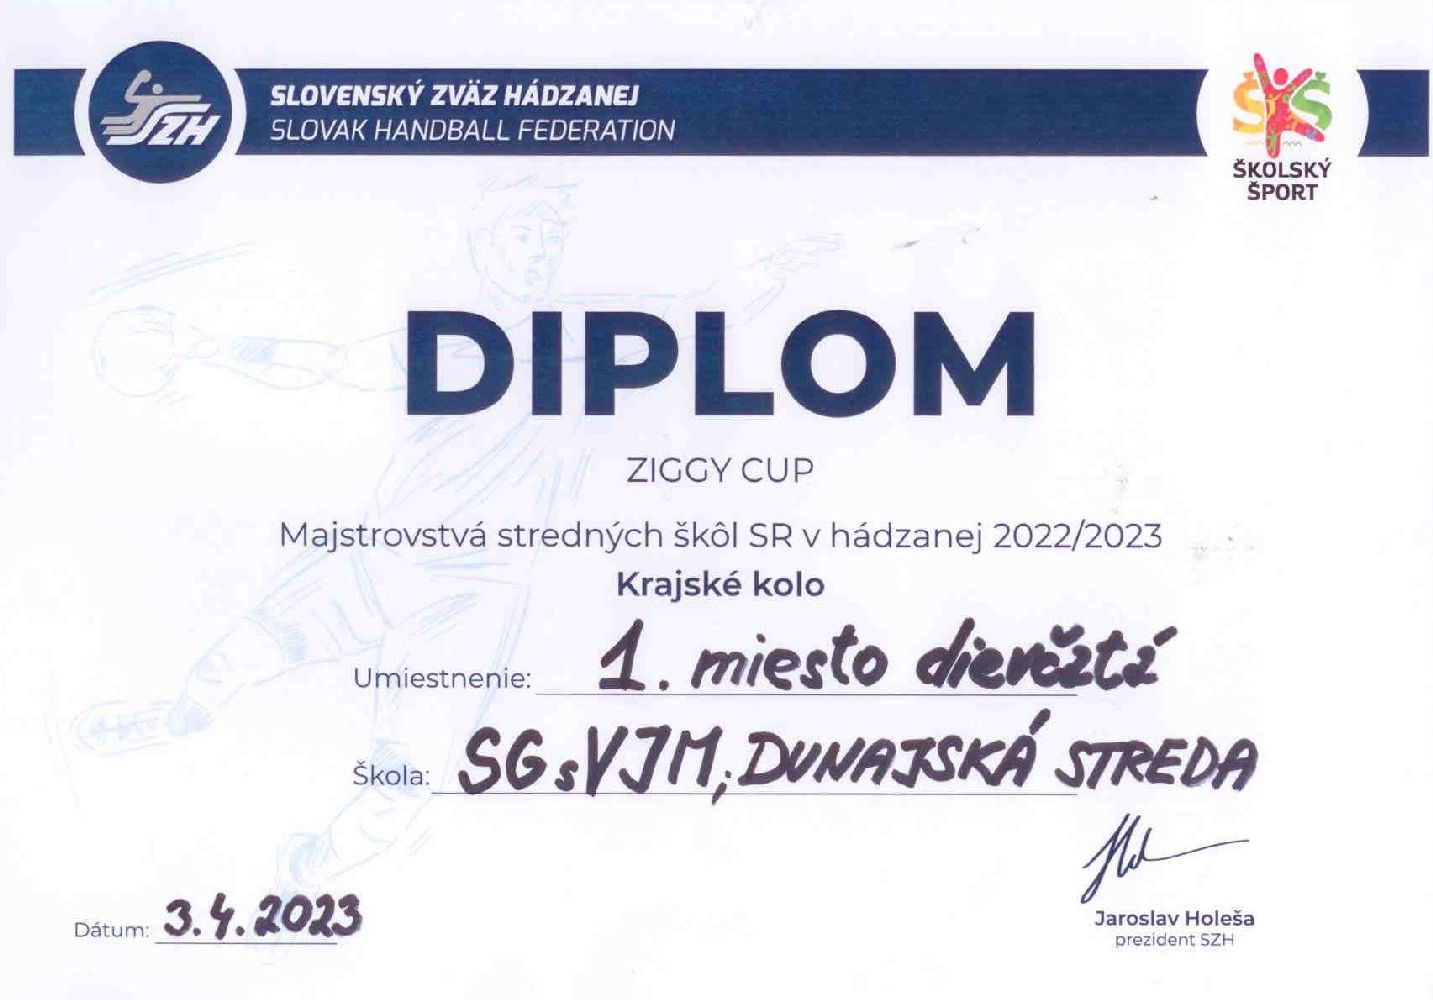 SZH
SLOVENSKÝ ZVÄZ HÁDZANEJ
SLOVAK HANDBALL FEDERATION
ŠKOLSKÝ
ŠPORT
DIPLOM
ZIGGY CUP
Majstrovstvá stredných škôl SR v hádzanej 2022/2023
Krajské kolo
Umiestnenie: 1. miesto dievčatá
Škola: SG s VJM, DUNAJSKÁ STREDA
Dátum: 3.4.2023
Jaroslav Holeša
prezident SZH